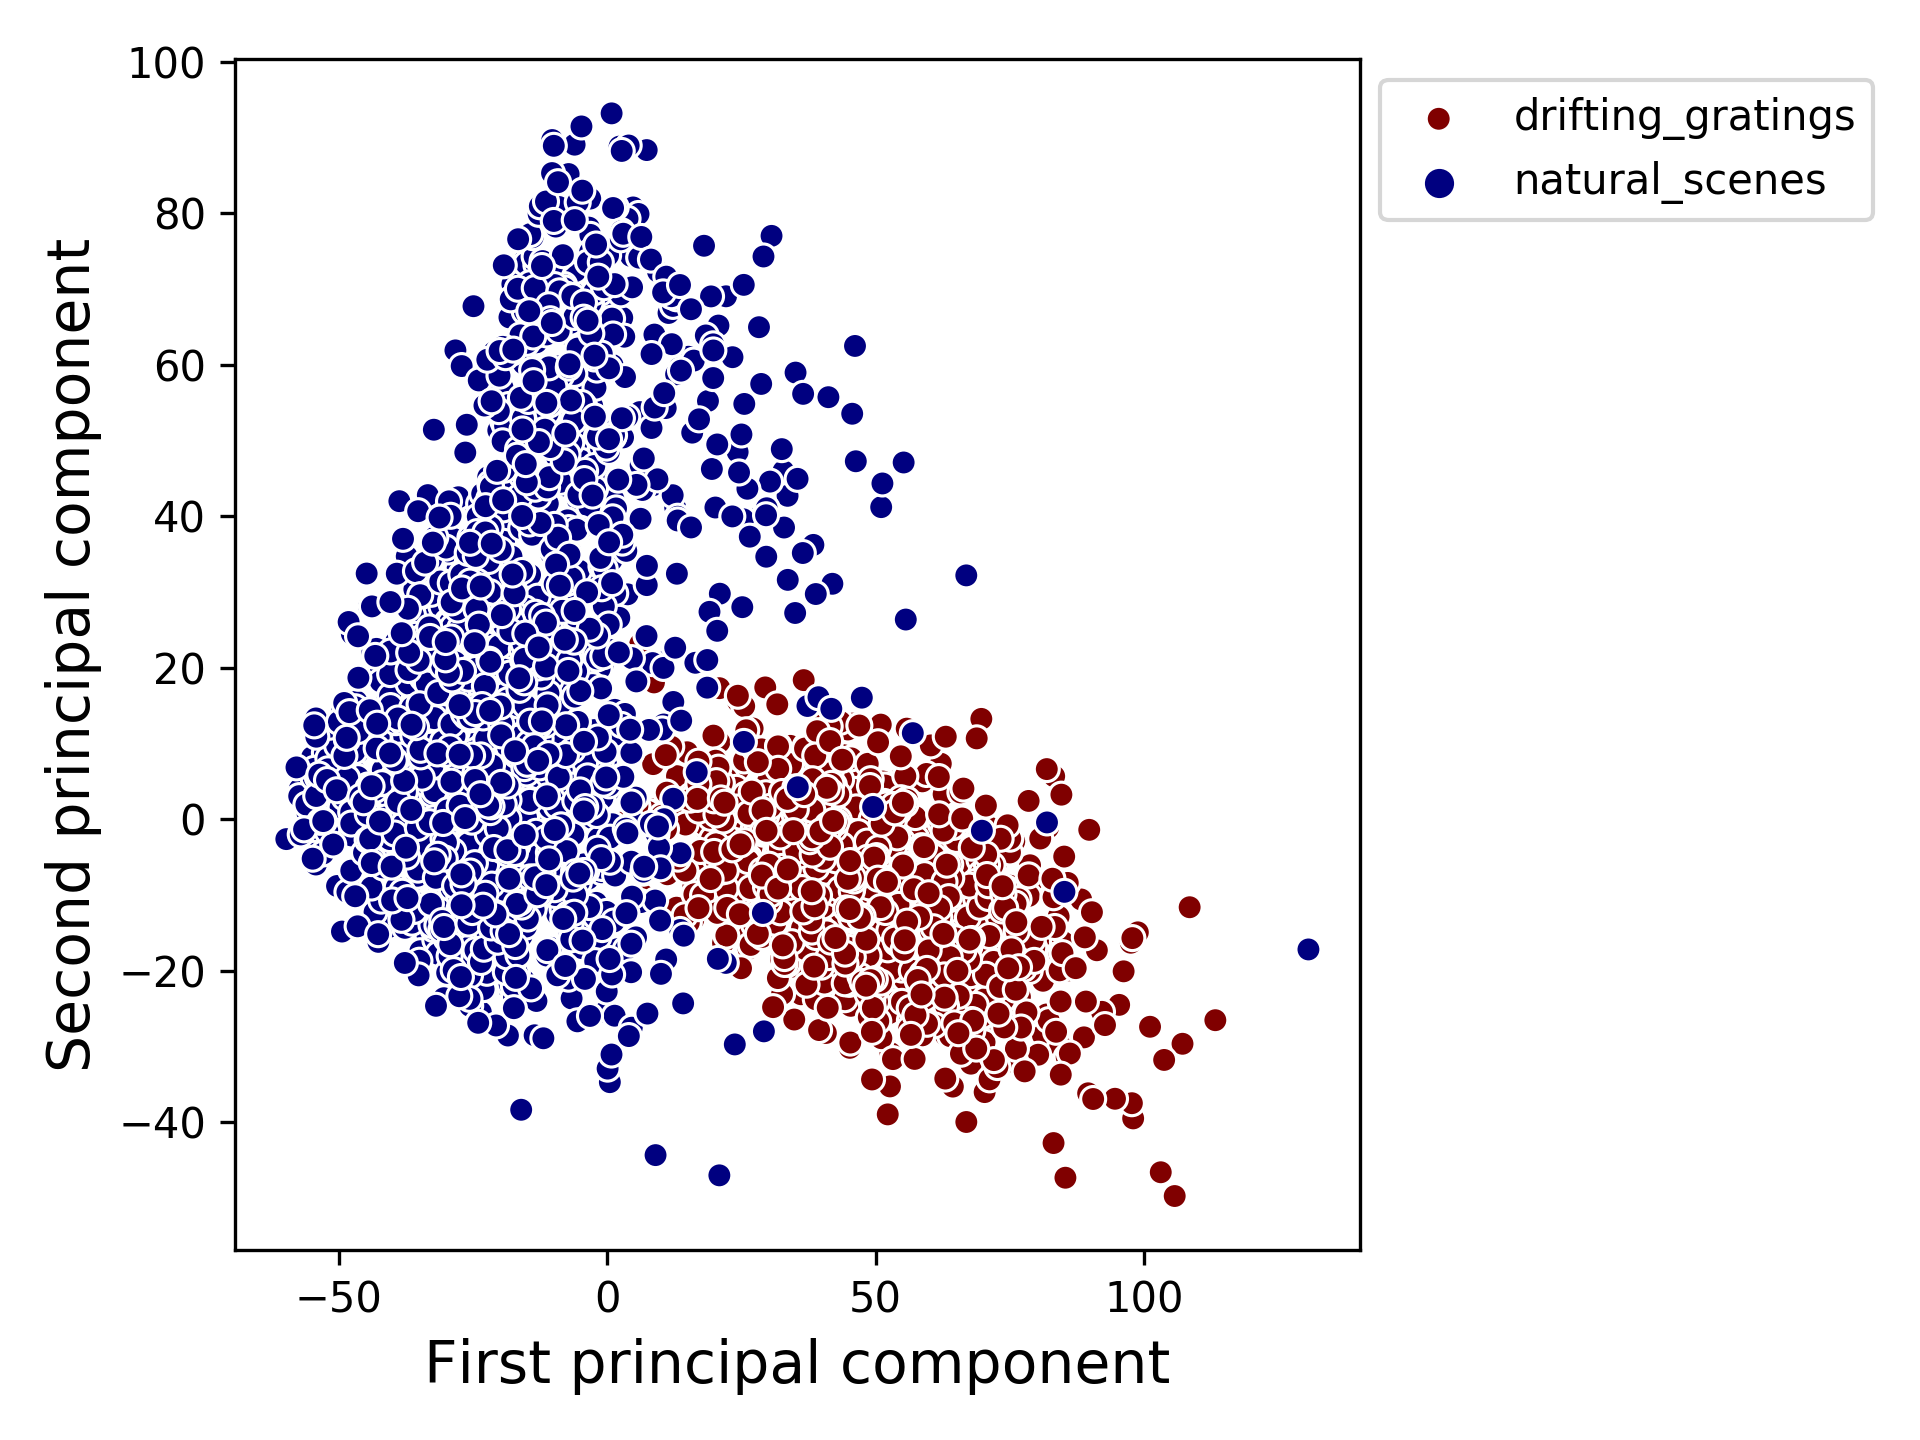 100
80
60
40
20
0
−20
−40
Second principal component
−50 0 50 100
First principal component
drifting_gratings
natural_scenes